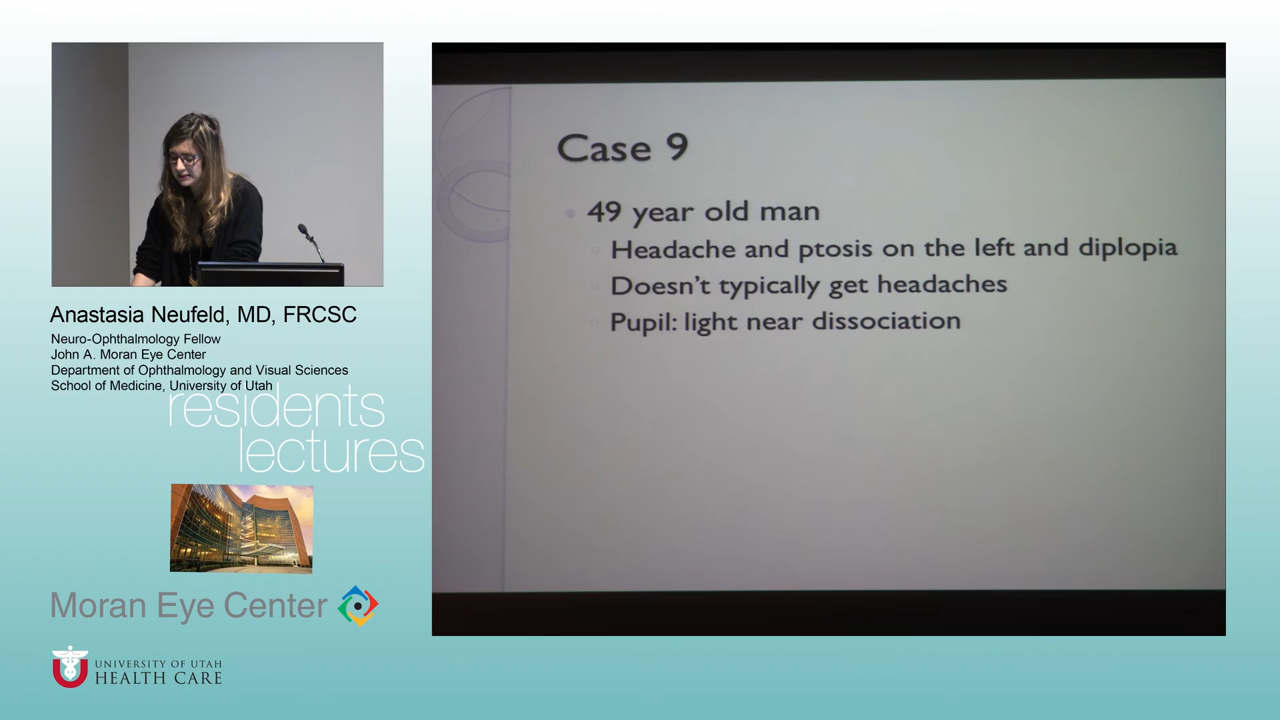 Anastasia Neufeld, MD, FRCSC
Neuro-Ophthalmology Fellow
John A. Moran Eye Center
Department of Ophthalmology and Visual Sciences
School of Medicine, University of Utah
residents
lectures
Moran Eye Center
UNIVERSITY OF UTAH
HEALTH CARE
Case 9
49 year old man
Headache and ptosis on the left and diplopia
Doesn't typically get headaches
Pupil: light near dissociation